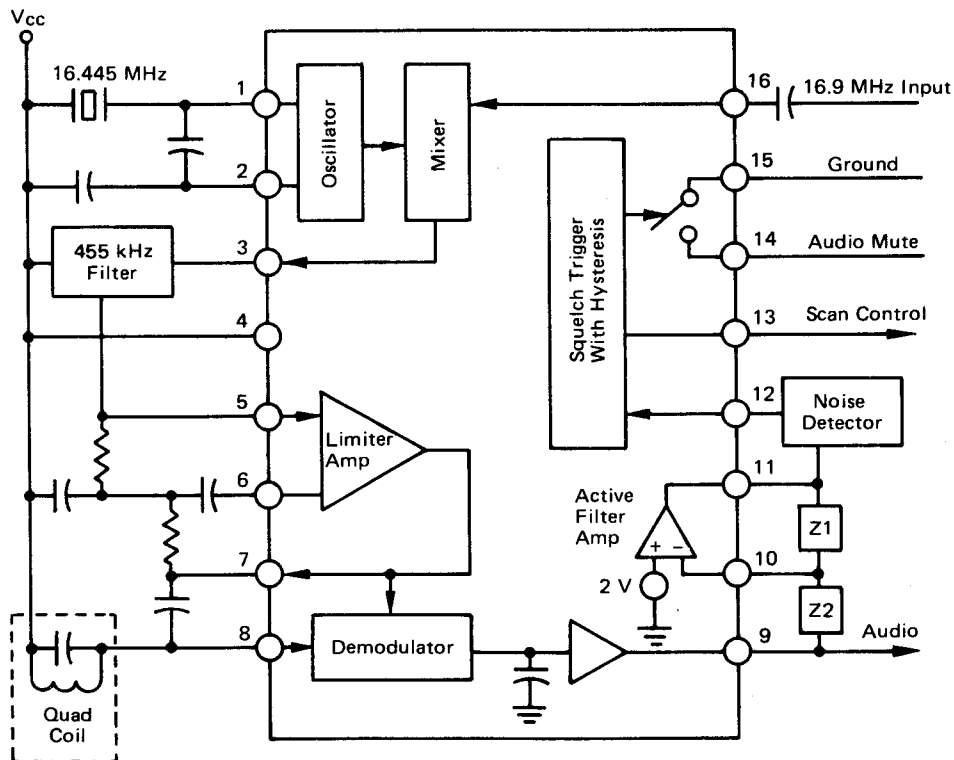 Vcc
16.445 MHz
1
16
16.9 MHz Input
Oscillator
Mixer
2
15
Ground
455 kHz
Filter
3
14
Audio Mute
Squelch Trigger
With Hysteresis
4
13
Scan Control
5
12
Noise
Detector
Limiter
Amp
6
11
Active
Filter
Amp
Z1
+
−
7
10
2 V
Z2
8
Demodulator
9
Audio
Quad
Coil